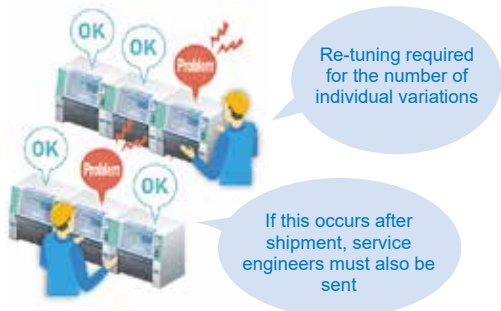 OK
OK
Problem
Re-tuning required
for the number of
individual variations
OK
Problem
OK
If this occurs after
shipment, service
engineers must also be
sent